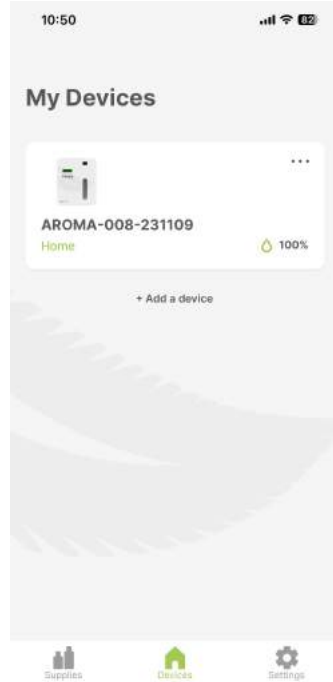 10:50
82
My Devices
AROMA-008-231109
Home
100%
+ Add a device
Supplies
Devices
Settings